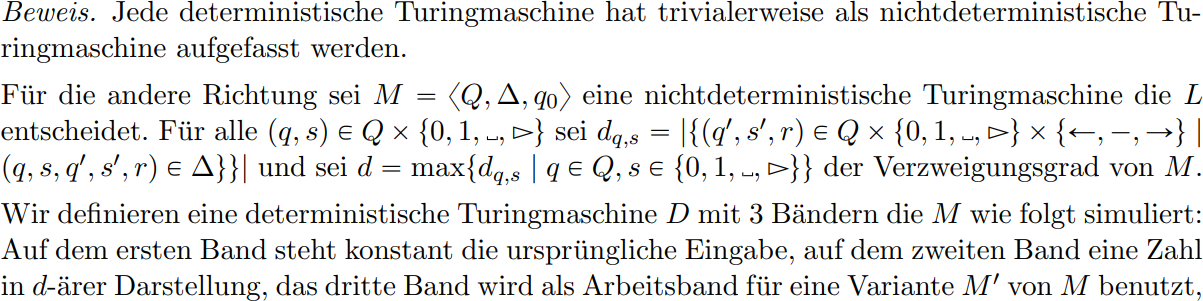 Beweis. Jede deterministische Turingmaschine hat trivialerweise als nichtdeterministische Tu-
ringmaschine aufgefasst werden.
Für die andere Richtung sei M = ⟨Q, Δ, q₀⟩ eine nichtdeterministische Turingmaschine die L
entscheidet. Für alle (q, s) ∈ Q × {0, 1, ␣, ▻} sei d_{q,s} = |{(q′, s′, r) ∈ Q × {0, 1, ␣, ▻} × {←, −, →} |
(q, s, q′, s′, r) ∈ Δ}}| und sei d = max{d_{q,s} | q ∈ Q, s ∈ {0, 1, ␣, ▻}} der Verzweigungsgrad von M.
Wir definieren eine deterministische Turingmaschine D mit 3 Bändern die M wie folgt simuliert:
Auf dem ersten Band steht konstant die ursprüngliche Eingabe, auf dem zweiten Band eine Zahl
in d-ärer Darstellung, das dritte Band wird als Arbeitsband für eine Variante M′ von M benutzt,